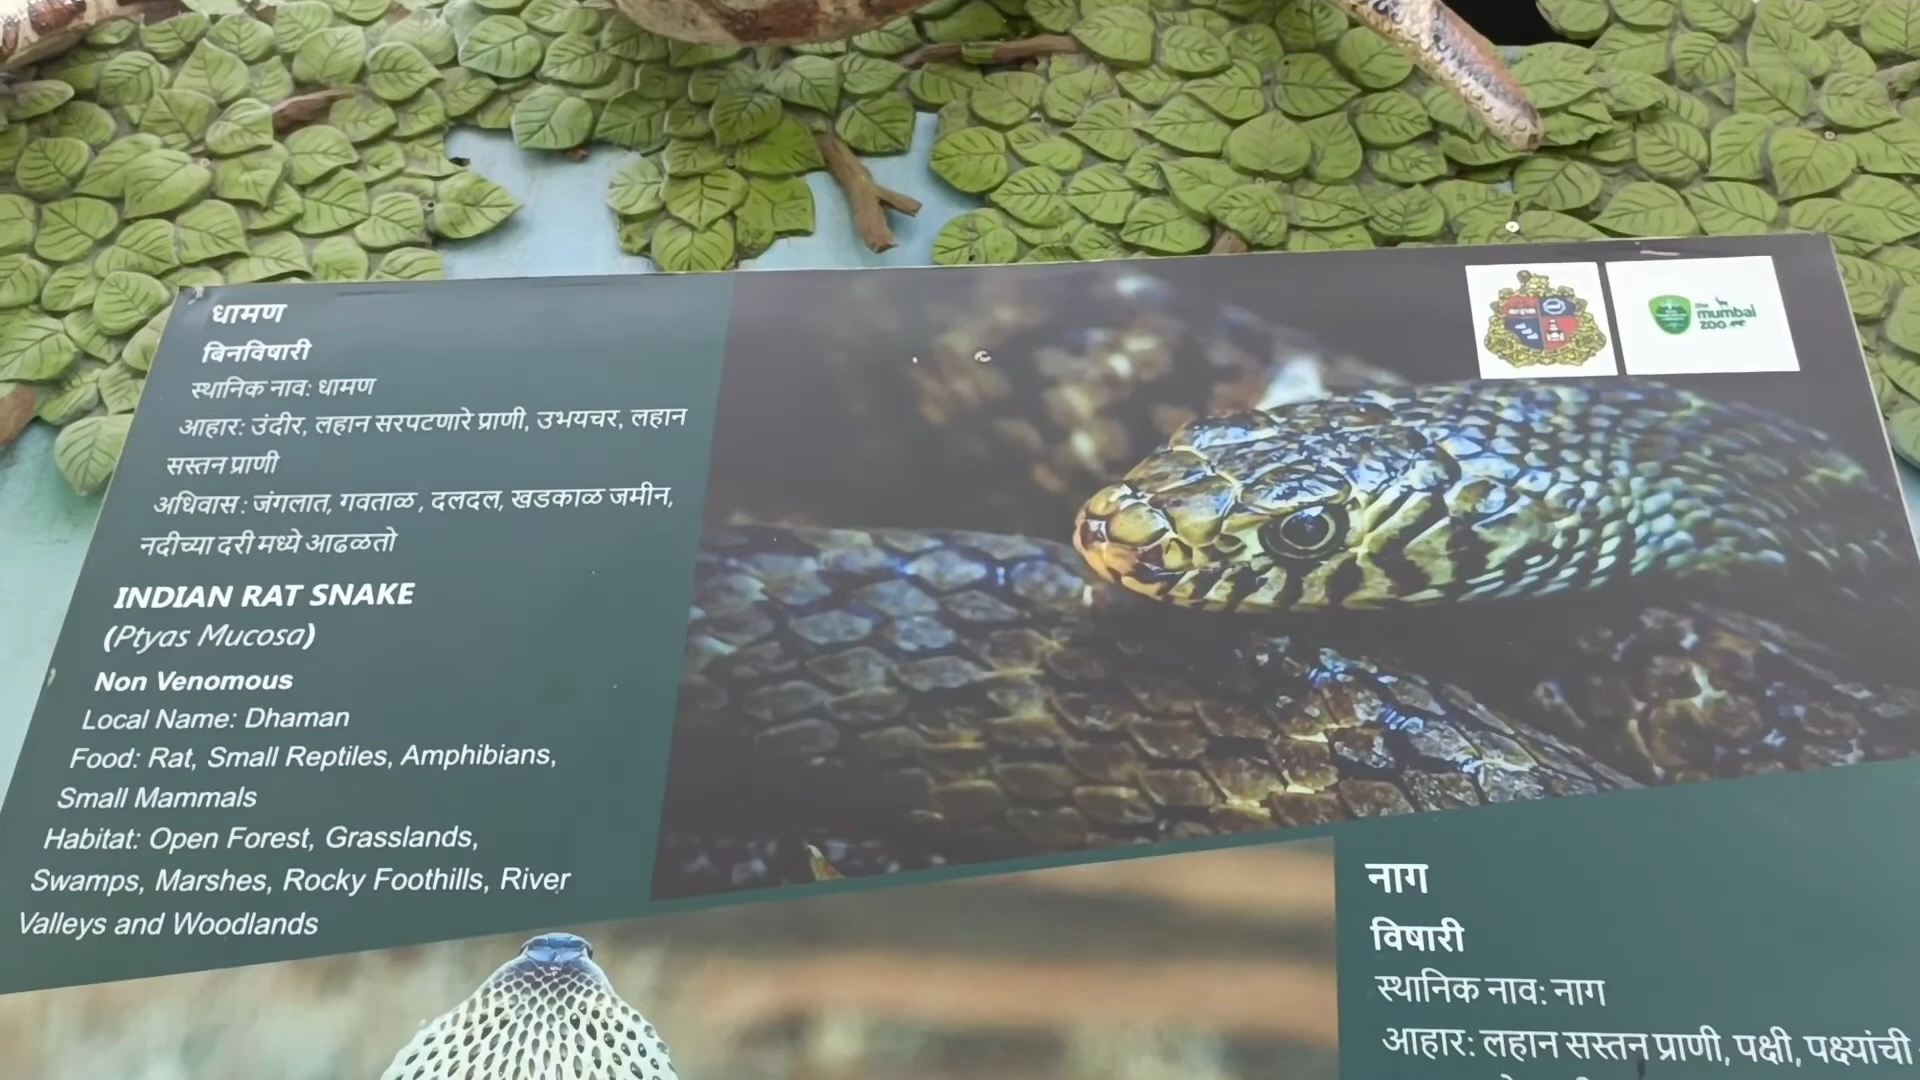 धामण
बिनविषारी
स्थानिक नाव: धामण
आहार: उंदीर, लहान सरपटणारे प्राणी, उभयचर, लहान
सस्तन प्राणी
अधिवास: जंगलात, गवताळ, दलदल, खडकाळ जमीन,
नदीच्या दरी मध्ये आढळतो
INDIAN RAT SNAKE
(Ptyas Mucosa)
Non Venomous
Local Name: Dhaman
Food: Rat, Small Reptiles, Amphibians,
Small Mammals
Habitat: Open Forest, Grasslands,
Swamps, Marshes, Rocky Foothills, River
Valleys and Woodlands
the
mumbai
zoo
नाग
विषारी
स्थानिक नाव: नाग
आहार: लहान सस्तन प्राणी, पक्षी, पक्ष्यांची